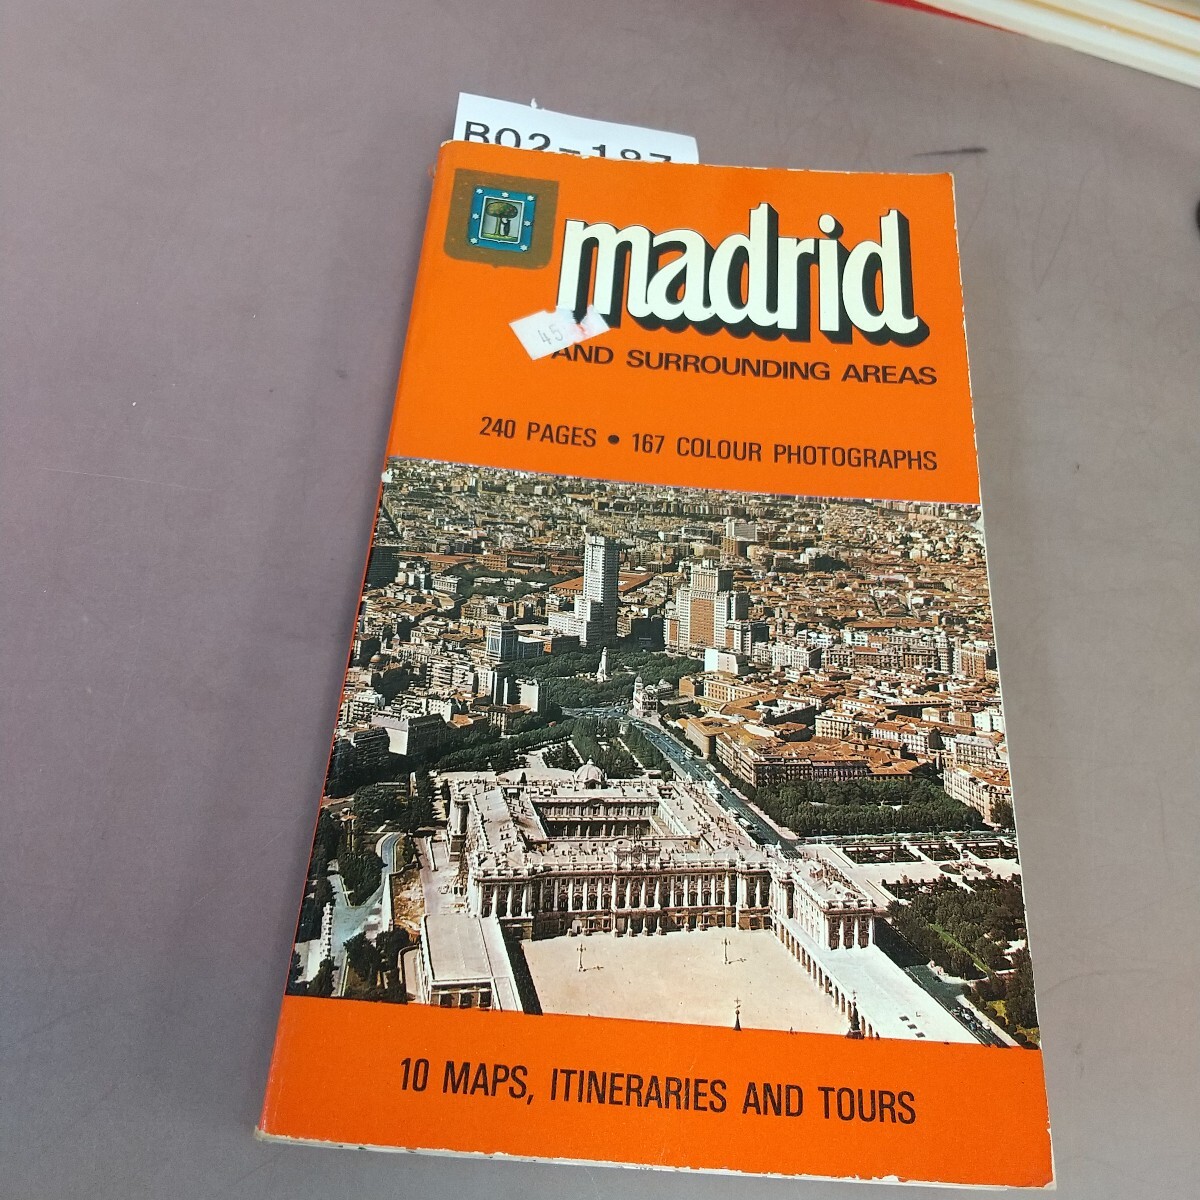 B02-187
madrid
45
AND SURROUNDING AREAS
240 PAGES • 167 COLOUR PHOTOGRAPHS
10 MAPS, ITINERARIES AND TOURS